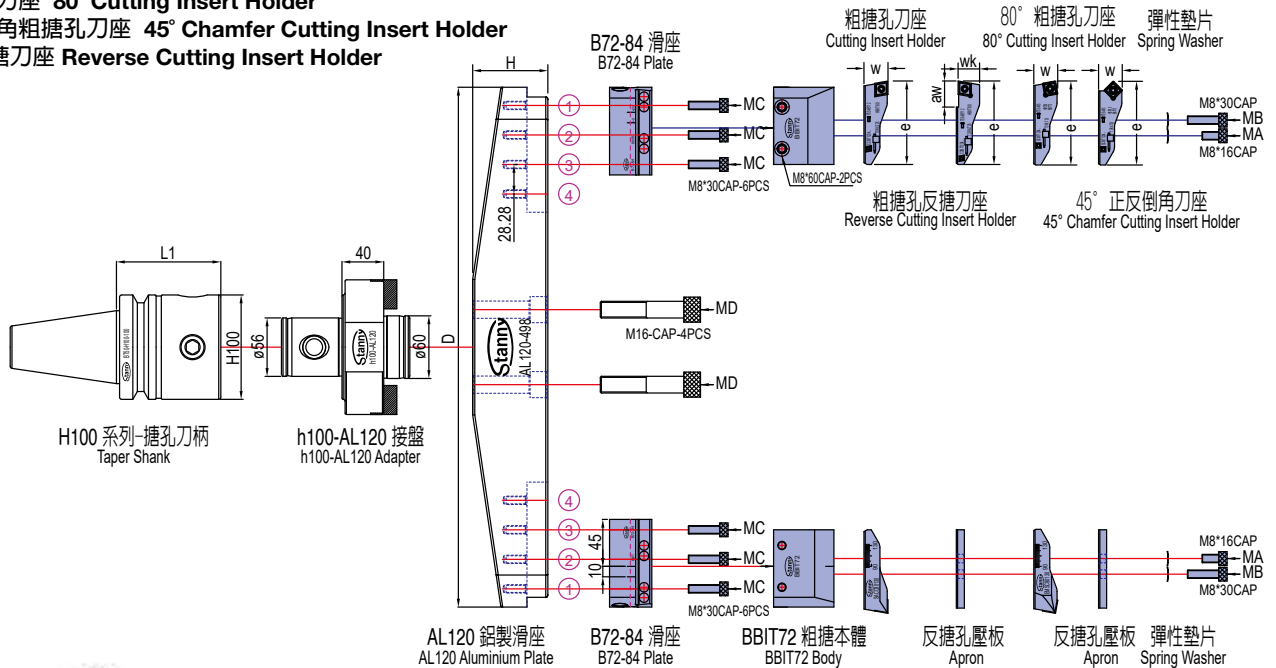 刀座 80° Cutting Insert Holder
角粗搪孔刀座 45° Chamfer Cutting Insert Holder
搪刀座 Reverse Cutting Insert Holder
H
B72-84 滑座
B72-84 Plate
粗搪孔刀座
Cutting Insert Holder
80° 粗搪孔刀座
80° Cutting Insert Holder
彈性墊片
Spring Washer
w
wk
w
w
aw
e
e
e
e
①
②
③
④
MC
MC
MC
M8*30CAP-6PCS
Stanny
BBIT72
M8*60CAP-2PCS
M8*30CAP
MB
MA
M8*16CAP
粗搪孔反搪刀座
Reverse Cutting Insert Holder
45° 正反倒角刀座
45° Chamfer Cutting Insert Holder
28.28
L1
40
H100
ø56
Stanny
h100-AL120
ø60
D
Stanny
AL120-498
MD
M16-CAP-4PCS
MD
H100 系列-搪孔刀柄
Taper Shank
h100-AL120 接盤
h100-AL120 Adapter
④
③
②
①
45
10
MC
MC
MC
M8*30CAP-6PCS
Stanny
BBIT72
M8*16CAP
MA
MB
M8*30CAP
AL120 鋁製滑座
AL120 Aluminium Plate
B72-84 滑座
B72-84 Plate
BBIT72 粗搪本體
BBIT72 Body
反搪孔壓板
Apron
反搪孔壓板
Apron
彈性墊片
Spring Washer